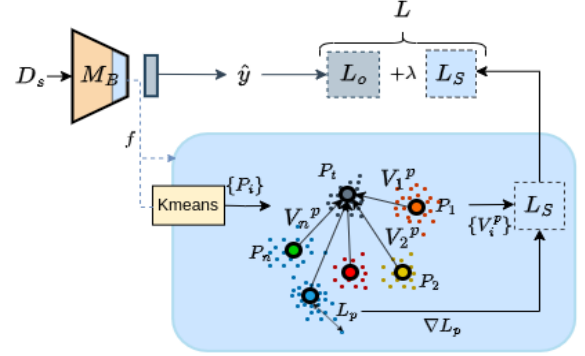 L
D_s
M_B
ŷ
L_o
+λ
L_S
f
P_t
V_1^p
Kmeans
{P_i}
V_n^p
P_1
{V_i^p}
L_S
P_n
V_2^p
P_2
L_p
∇L_p